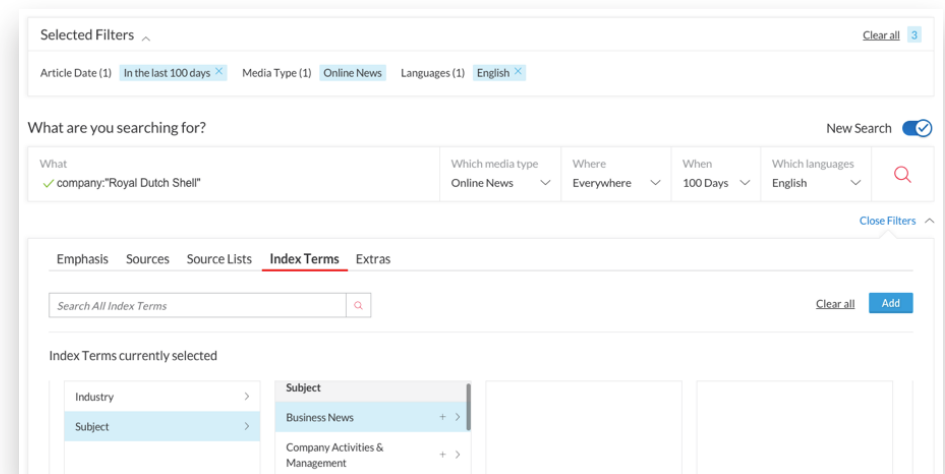 Selected Filters
Clear all 3
Article Date (1) In the last 100 days × Media Type (1) Online News Languages (1) English ×
What are you searching for?
New Search
What
company:"Royal Dutch Shell"
Which media type
Online News
Where
Everywhere
When
100 Days
Which languages
English
Close Filters
Emphasis Sources Source Lists Index Terms Extras
Search All Index Terms
Clear all Add
Index Terms currently selected
Industry
Subject
Subject
Business News +
Company Activities & +
Management